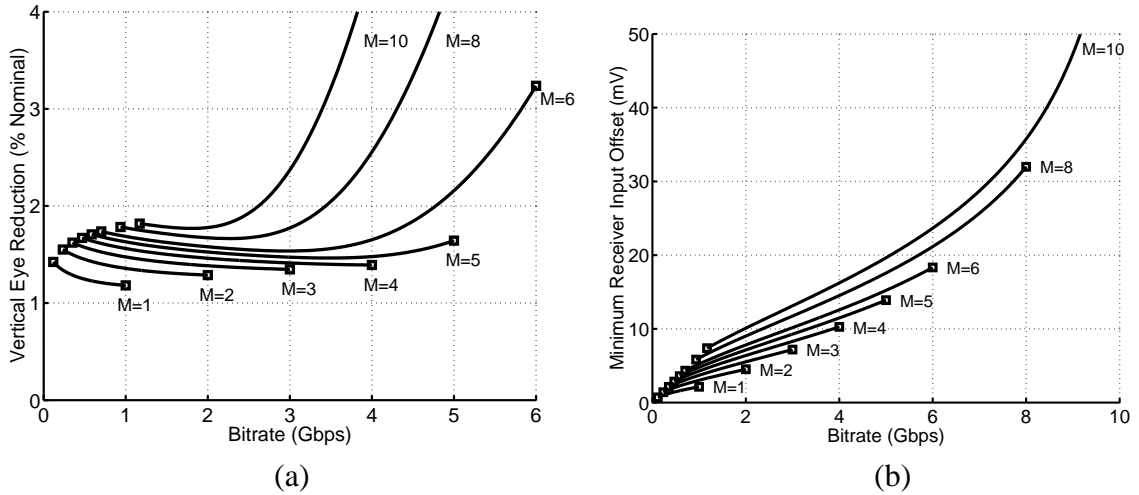 4
3
2
1
0
Vertical Eye Reduction (% Nominal)
M=10
M=8
M=6
M=5
M=4
M=3
M=2
M=1
0 1 2 3 4 5 6
Bitrate (Gbps)
(a)
50
40
30
20
10
0
Minimum Receiver Input Offset (mV)
M=10
M=8
M=6
M=5
M=4
M=3
M=2
M=1
0 2 4 6 8 10
Bitrate (Gbps)
(b)